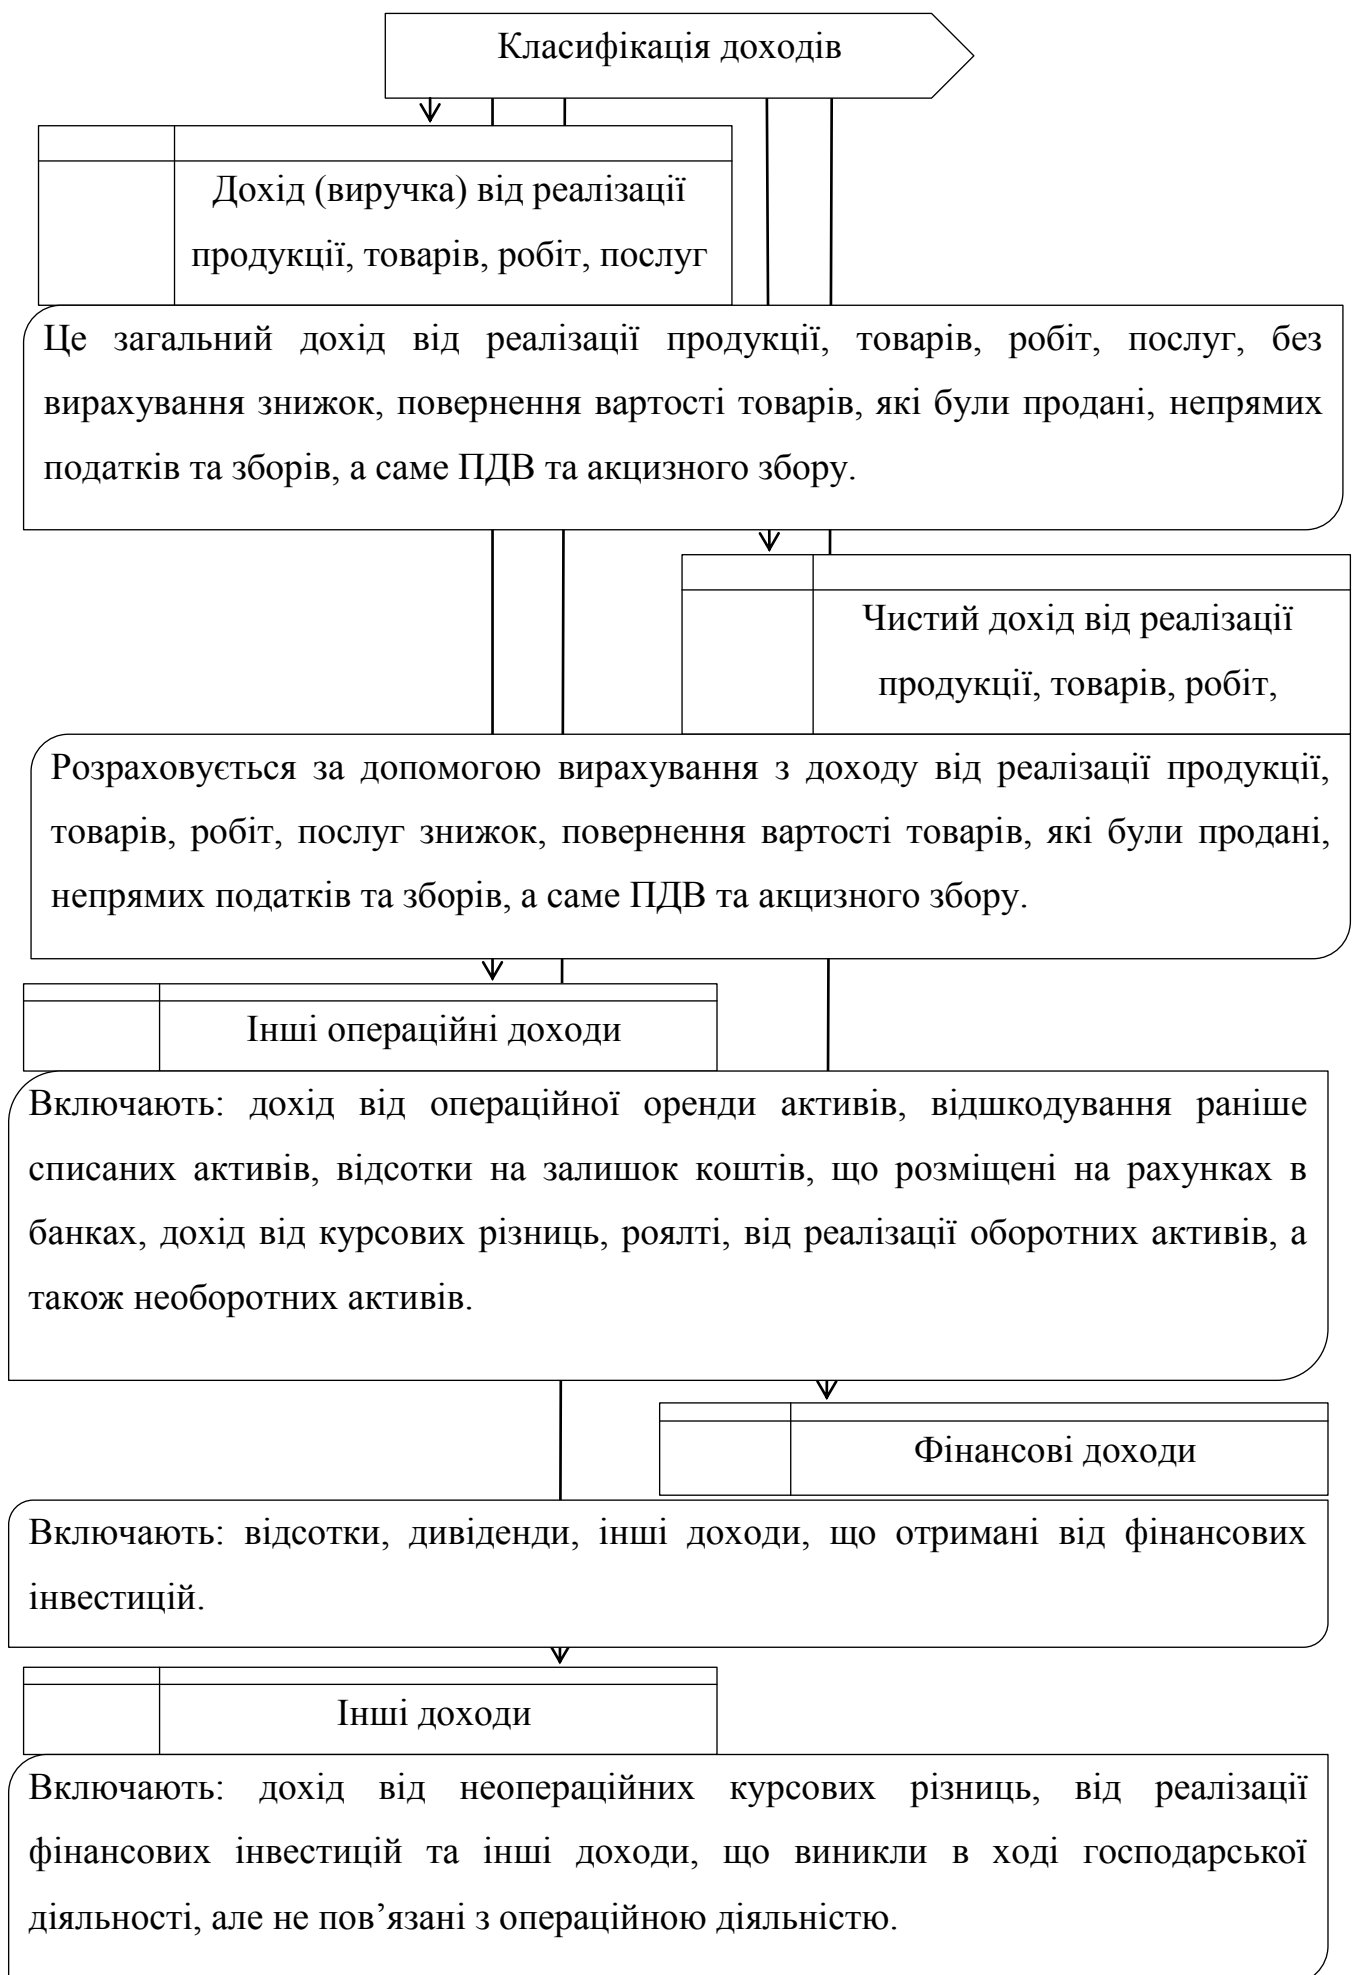 Класифікація доходів
Дохід (виручка) від реалізації
продукції, товарів, робіт, послуг
Це загальний дохід від реалізації продукції, товарів, робіт, послуг, без
вирахування знижок, повернення вартості товарів, які були продані, непрямих
податків та зборів, а саме ПДВ та акцизного збору.
Чистий дохід від реалізації
продукції, товарів, робіт,
Розраховується за допомогою вирахування з доходу від реалізації продукції,
товарів, робіт, послуг знижок, повернення вартості товарів, які були продані,
непрямих податків та зборів, а саме ПДВ та акцизного збору.
Інші операційні доходи
Включають: дохід від операційної оренди активів, відшкодування раніше
списаних активів, відсотки на залишок коштів, що розміщені на рахунках в
банках, дохід від курсових різниць, роялті, від реалізації оборотних активів, а
також необоротних активів.
Фінансові доходи
Включають: відсотки, дивіденди, інші доходи, що отримані від фінансових
інвестицій.
Інші доходи
Включають: дохід від неопераційних курсових різниць, від реалізації
фінансових інвестицій та інші доходи, що виникли в ході господарської
діяльності, але не пов’язані з операційною діяльністю.